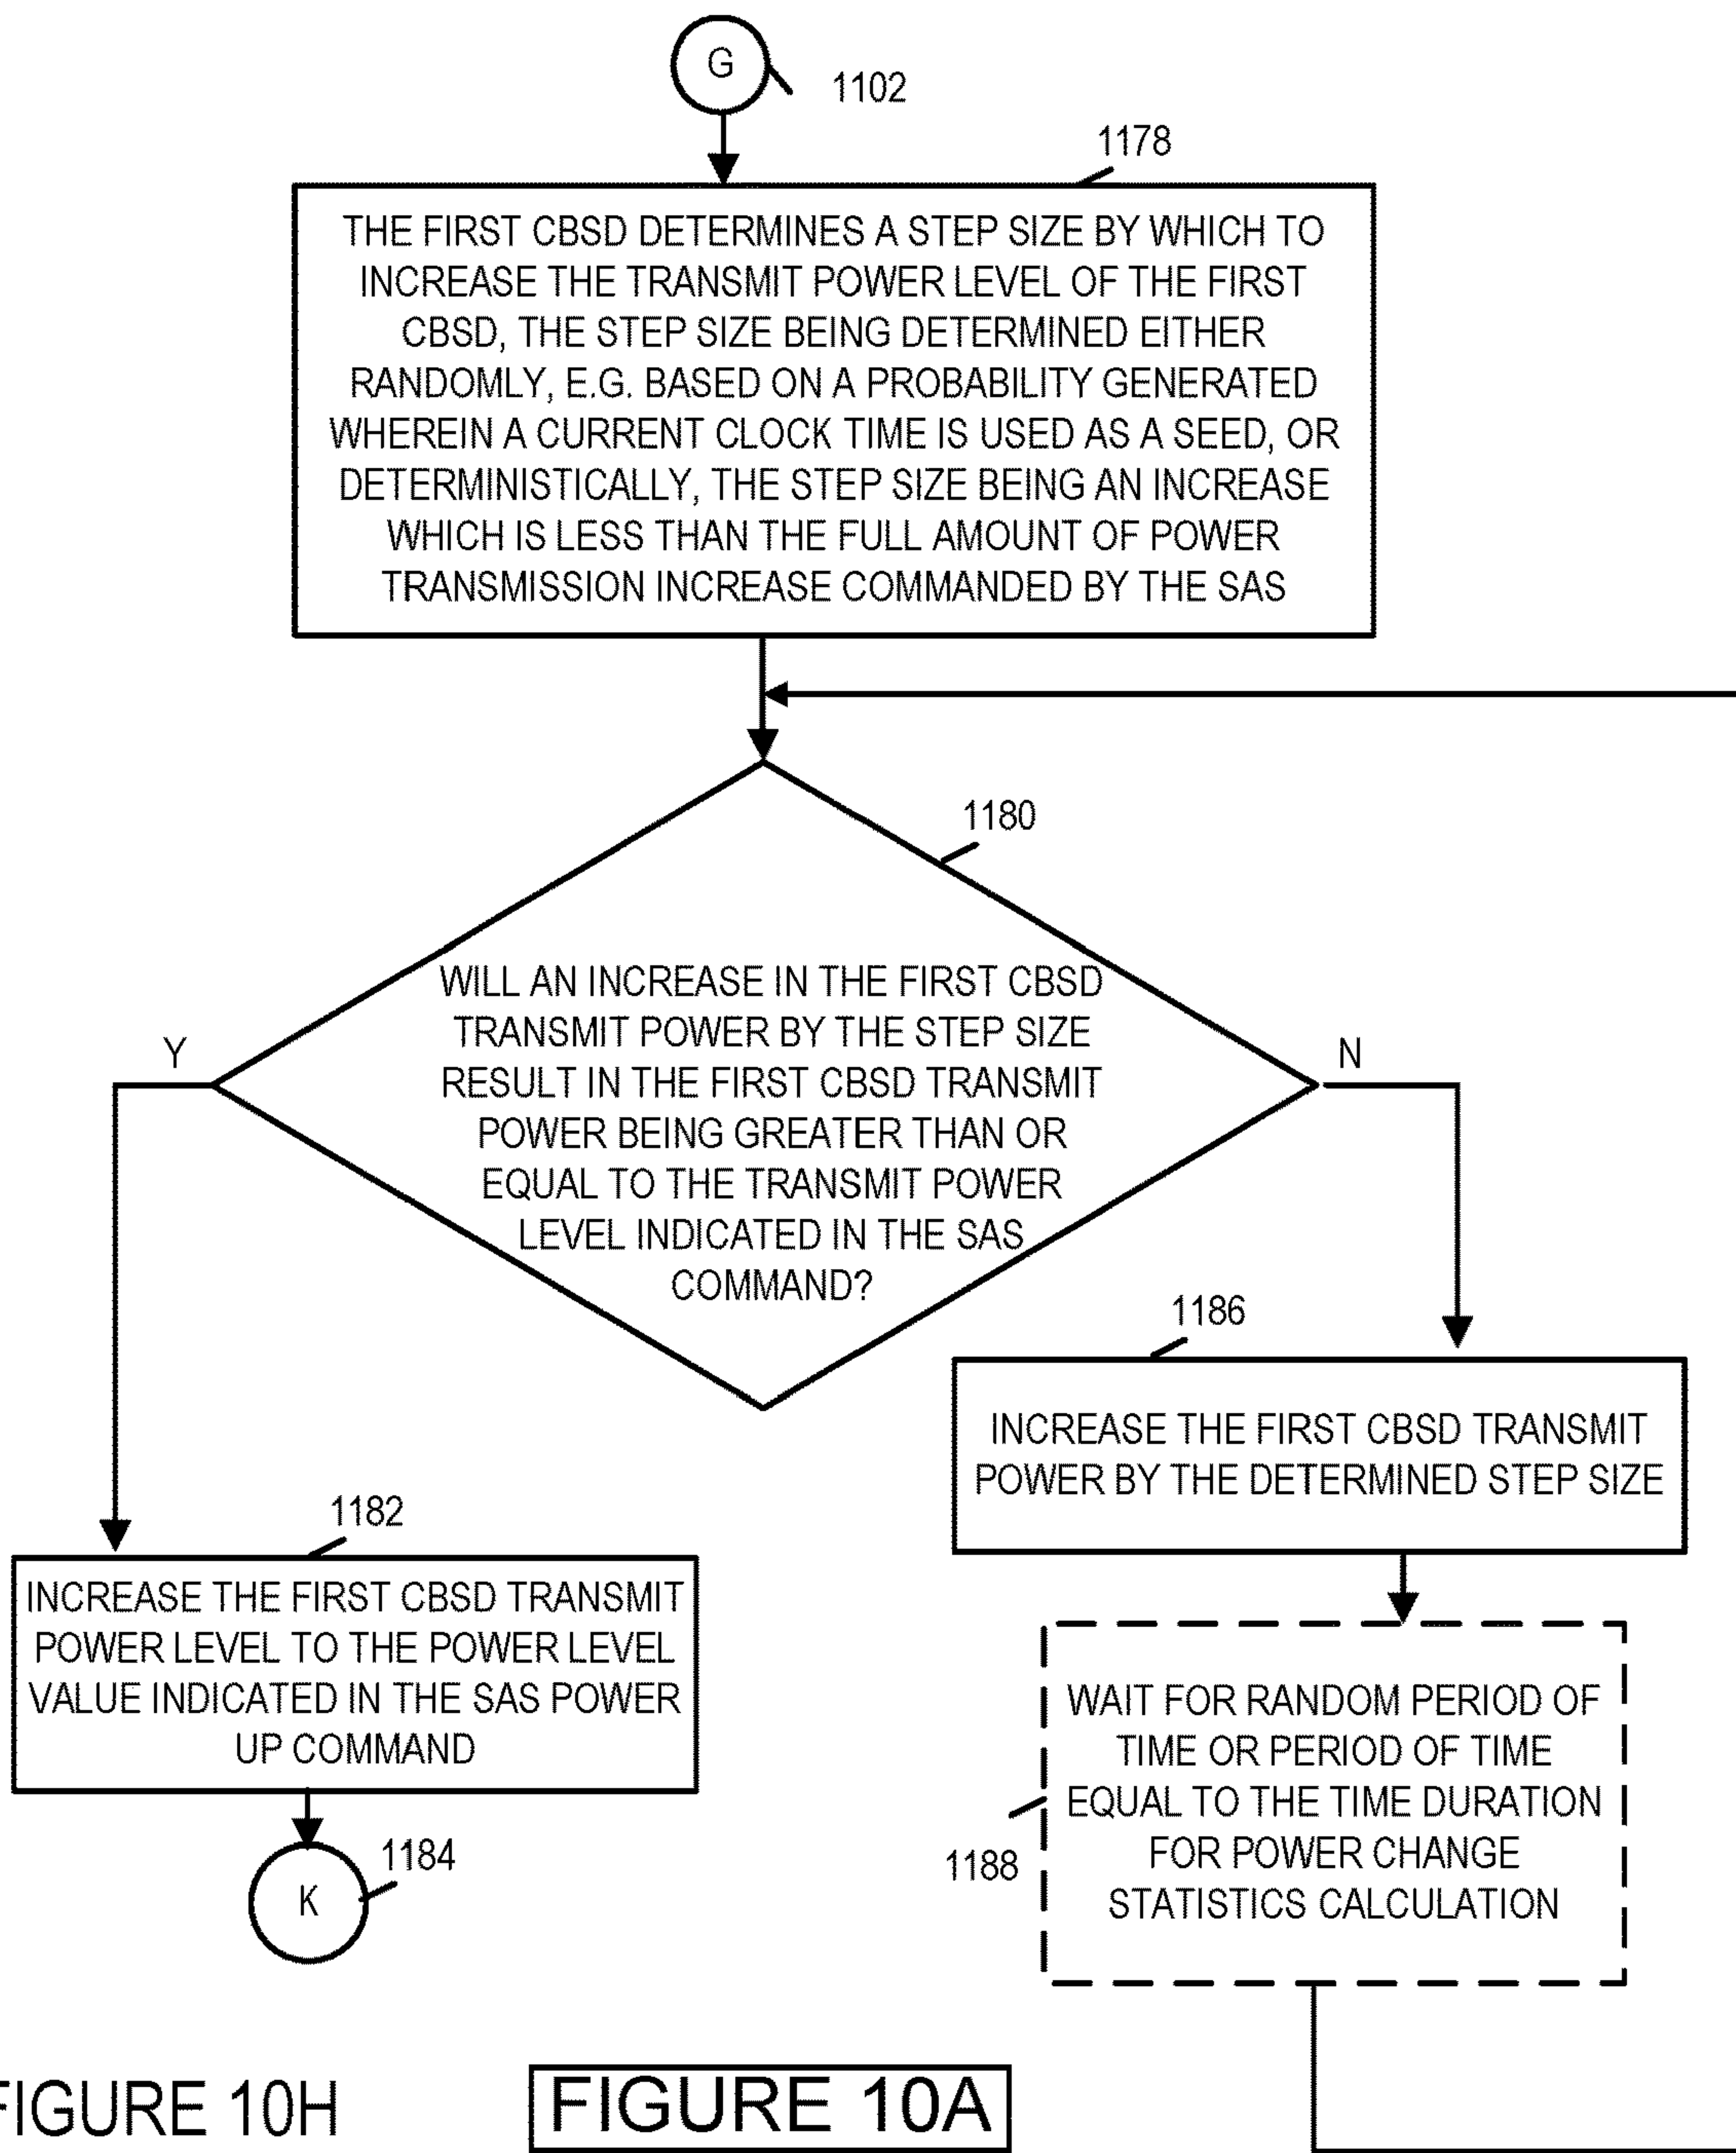 G
1102
1178
THE FIRST CBSD DETERMINES A STEP SIZE BY WHICH TO
INCREASE THE TRANSMIT POWER LEVEL OF THE FIRST
CBSD, THE STEP SIZE BEING DETERMINED EITHER
RANDOMLY, E.G. BASED ON A PROBABILITY GENERATED
WHEREIN A CURRENT CLOCK TIME IS USED AS A SEED, OR
DETERMINISTICALLY, THE STEP SIZE BEING AN INCREASE
WHICH IS LESS THAN THE FULL AMOUNT OF POWER
TRANSMISSION INCREASE COMMANDED BY THE SAS
1180
WILL AN INCREASE IN THE FIRST CBSD
TRANSMIT POWER BY THE STEP SIZE
RESULT IN THE FIRST CBSD TRANSMIT
POWER BEING GREATER THAN OR
EQUAL TO THE TRANSMIT POWER
LEVEL INDICATED IN THE SAS
COMMAND?
Y
N
1182
INCREASE THE FIRST CBSD TRANSMIT
POWER LEVEL TO THE POWER LEVEL
VALUE INDICATED IN THE SAS POWER
UP COMMAND
1184
K
1186
INCREASE THE FIRST CBSD TRANSMIT
POWER BY THE DETERMINED STEP SIZE
WAIT FOR RANDOM PERIOD OF
TIME OR PERIOD OF TIME
EQUAL TO THE TIME DURATION
FOR POWER CHANGE
STATISTICS CALCULATION
1188
FIGURE 10H
FIGURE 10A